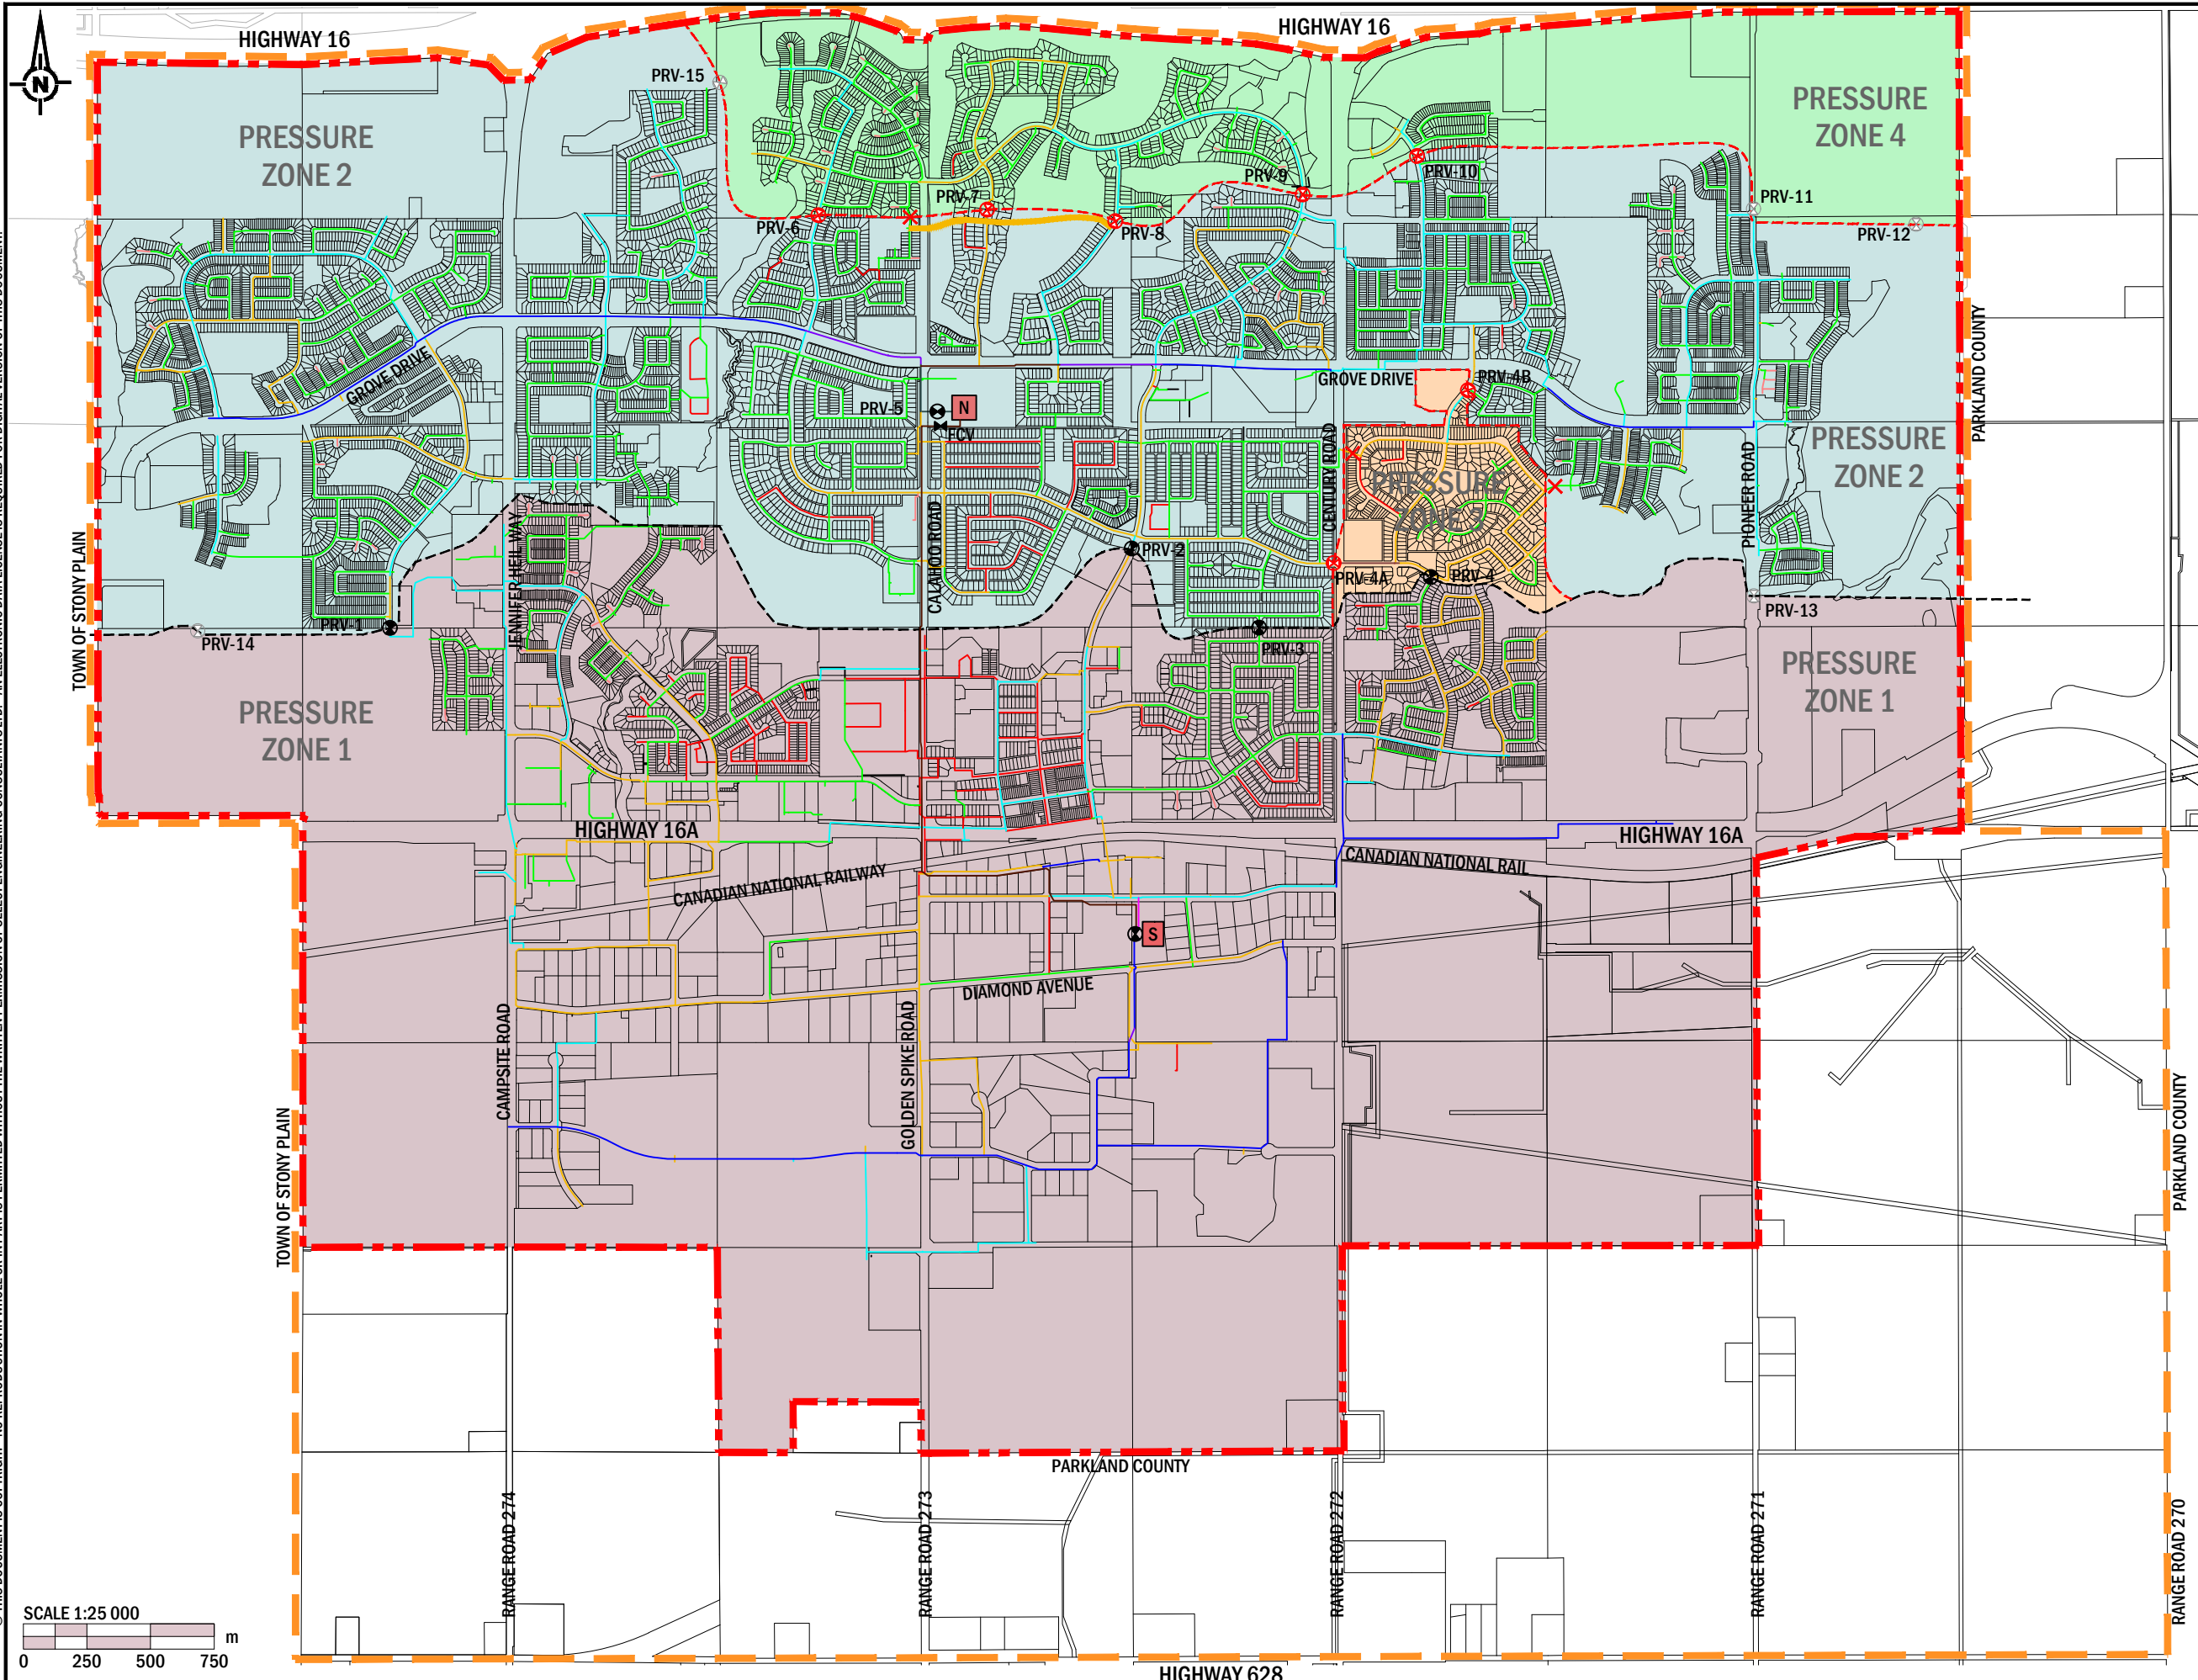 HIGHWAY 16
HIGHWAY 16
N
PRV-15
PRESSURE
ZONE 4
PRESSURE
ZONE 2
PRV-9
PRV-10
PRV-7
PRV-11
PRV-6
PRV-8
PRV-12
PARKLAND COUNTY
GROVE DRIVE
GROVE DRIVE
PRV-4B
PRV-5
N
FCV
PRESSURE
ZONE 2
CENTURY ROAD
PIONEER ROAD
PRESSURE
ZONE 3
JENNIFER HEIL WAY
CALAHOO ROAD
TOWN OF STONY PLAIN
PRV-2
PRV-4A
PRV-4
PRV-13
PRV-1
PRV-14
PRV-3
PRESSURE
ZONE 1
PRESSURE
ZONE 1
HIGHWAY 16A
HIGHWAY 16A
CANADIAN NATIONAL RAIL
CANADIAN NATIONAL RAILWAY
S
DIAMOND AVENUE
CAMPSITE ROAD
GOLDEN SPIKE ROAD
TOWN OF STONY PLAIN
PARKLAND COUNTY
PARKLAND COUNTY
RANGE ROAD 274
RANGE ROAD 273
RANGE ROAD 272
RANGE ROAD 271
RANGE ROAD 270
SCALE 1:25 000
m
0 250 500 750
HIGHWAY 628